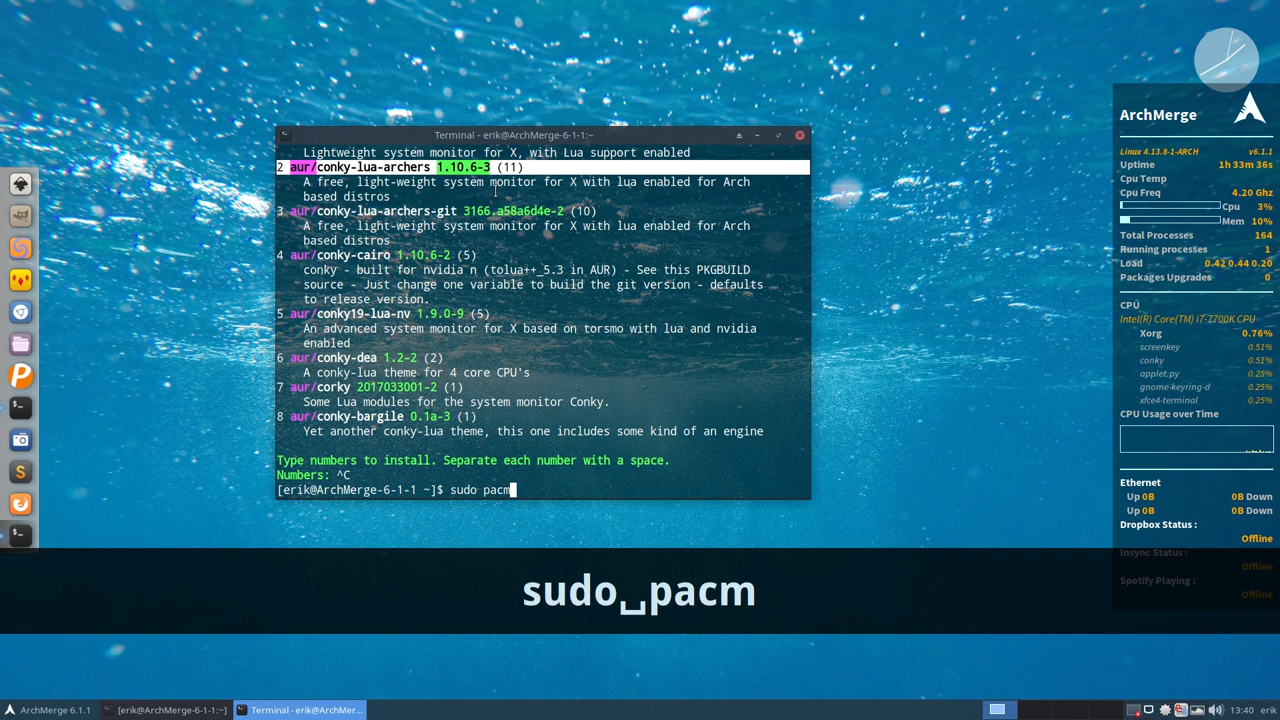 Terminal - erik@ArchMerge-6-1-1:~
Lightweight system monitor for X, with Lua support enabled
2 aur/conky-lua-archers 1.10.6-3 (11)
A free, light-weight system monitor for X with lua enabled for Arch
based distros
3 aur/conky-lua-archers-git 3166.a58a6d4e-2 (10)
A free, light-weight system monitor for X with lua enabled for Arch
based distros
4 aur/conky-cairo 1.10.6-2 (5)
conky - built for nvidia n (tolua++_5.3 in AUR) - See this PKGBUILD
source - Just change one variable to build the git version - defaults
to release version.
5 aur/conky19-lua-nv 1.9.0-9 (5)
An advanced system monitor for X based on torsmo with lua and nvidia
enabled
6 aur/conky-dea 1.2-2 (2)
A conky-lua theme for 4 core CPU's
7 aur/corky 2017033001-2 (1)
Some Lua modules for the system monitor Conky.
8 aur/conky-bargile 0.1a-3 (1)
Yet another conky-lua theme, this one includes some kind of an engine
Type numbers to install. Separate each number with a space.
Numbers: ^C
[erik@ArchMerge-6-1-1 ~]$ sudo pacm
sudo␣pacm
ArchMerge
Linux 4.13.8-1-ARCH v6.1.1
Uptime 1h 33m 36s
Cpu Temp
Cpu Freq 4.20 Ghz
Cpu 3%
Mem 10%
Total Processes 164
Running processes 1
Load 0.42 0.44 0.20
Packages Upgrades 0
CPU
Intel(R) Core(TM) i7-7700K CPU
Xorg 0.76%
screenkey 0.51%
conky 0.51%
applet.py 0.25%
gnome-keyring-d 0.25%
xfce4-terminal 0.25%
CPU Usage over Time
Ethernet
Up 0B 0B Down
Up 0B 0B Down
Dropbox Status :
Offline
Insync Status :
Offline
Spotify Playing :
Offline
ArchMerge 6.1.1
[erik@ArchMerge-6-1-1:~]
Terminal - erik@ArchMer...
13:40 erik